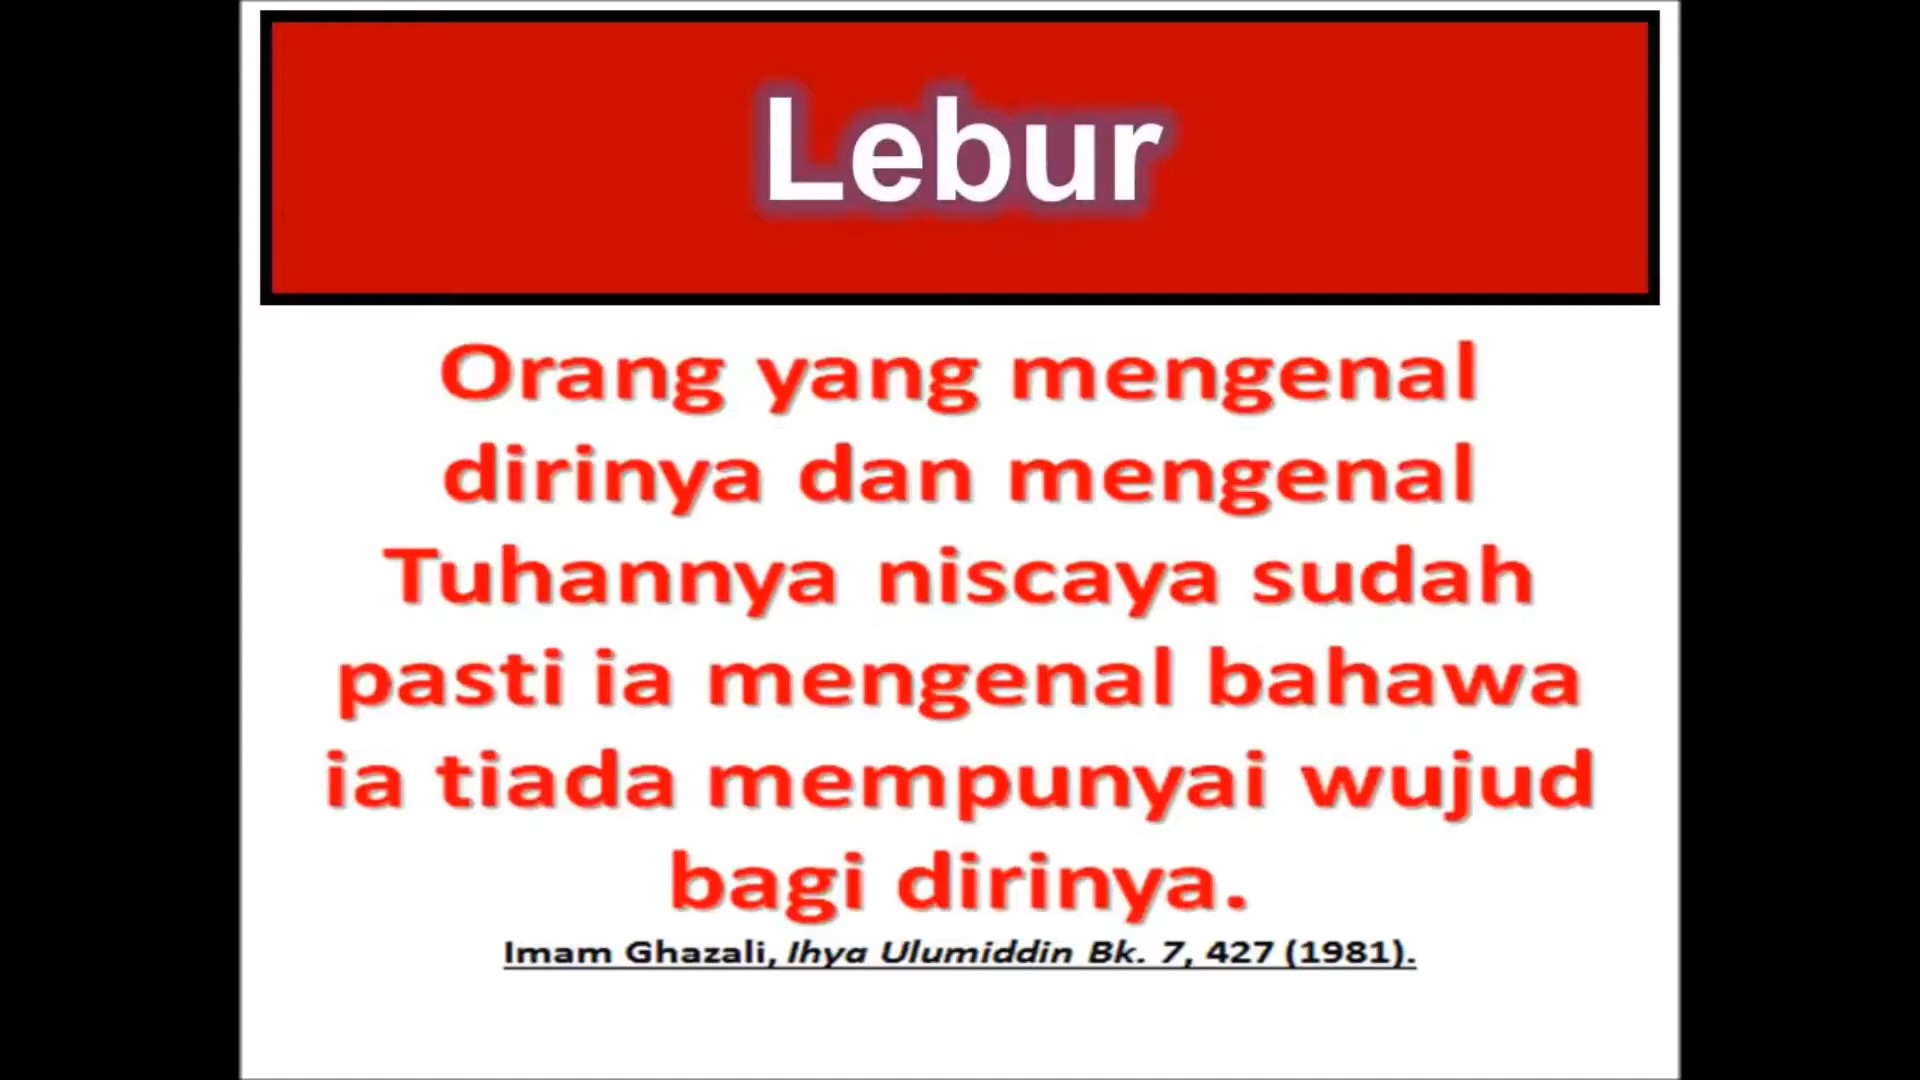 Lebur
Orang yang mengenal
dirinya dan mengenal
Tuhannya niscaya sudah
pasti ia mengenal bahawa
ia tiada mempunyai wujud
bagi dirinya.
Imam Ghazali, Ihya Ulumiddin Bk. 7, 427 (1981).